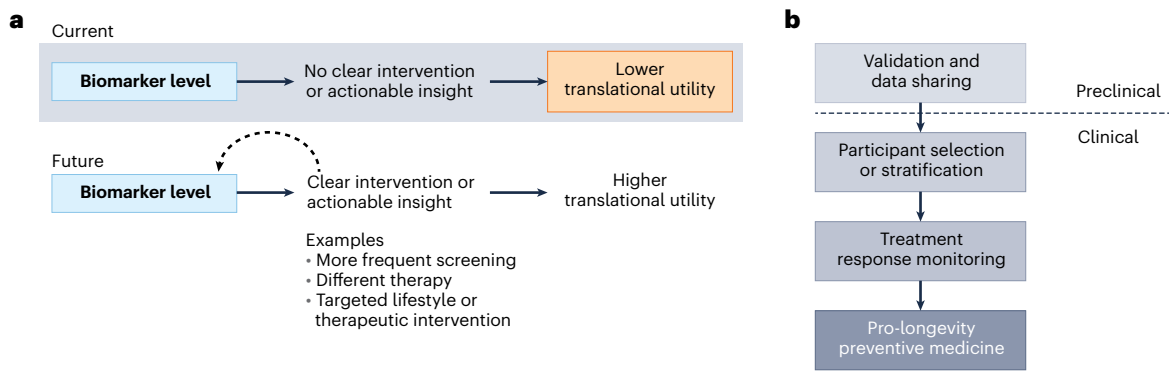 a
Current
Biomarker level
No clear intervention
or actionable insight
Lower
translational utility
Future
Biomarker level
Clear intervention or
actionable insight
Higher
translational utility
Examples
• More frequent screening
• Different therapy
• Targeted lifestyle or
therapeutic intervention
b
Validation and
data sharing
Preclinical
Clinical
Participant selection
or stratification
Treatment
response monitoring
Pro-longevity
preventive medicine